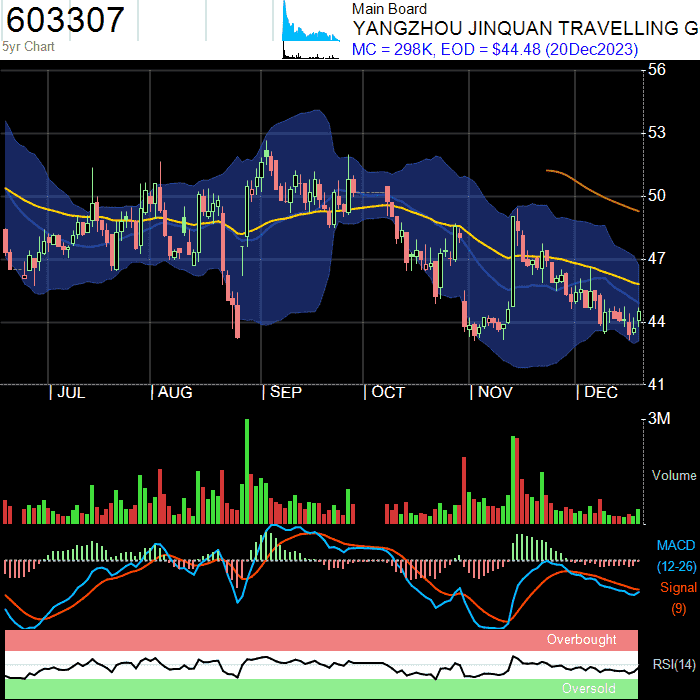 603307
5yr Chart
Main Board
YANGZHOU JINQUAN TRAVELLING G
MC = 298K, EOD = $44.48 (20Dec2023)
56
53
50
47
44
41
| JUL | AUG | SEP | OCT | NOV | DEC
3M
Volume
MACD
(12-26)
Signal
(9)
Overbought
RSI(14)
Oversold